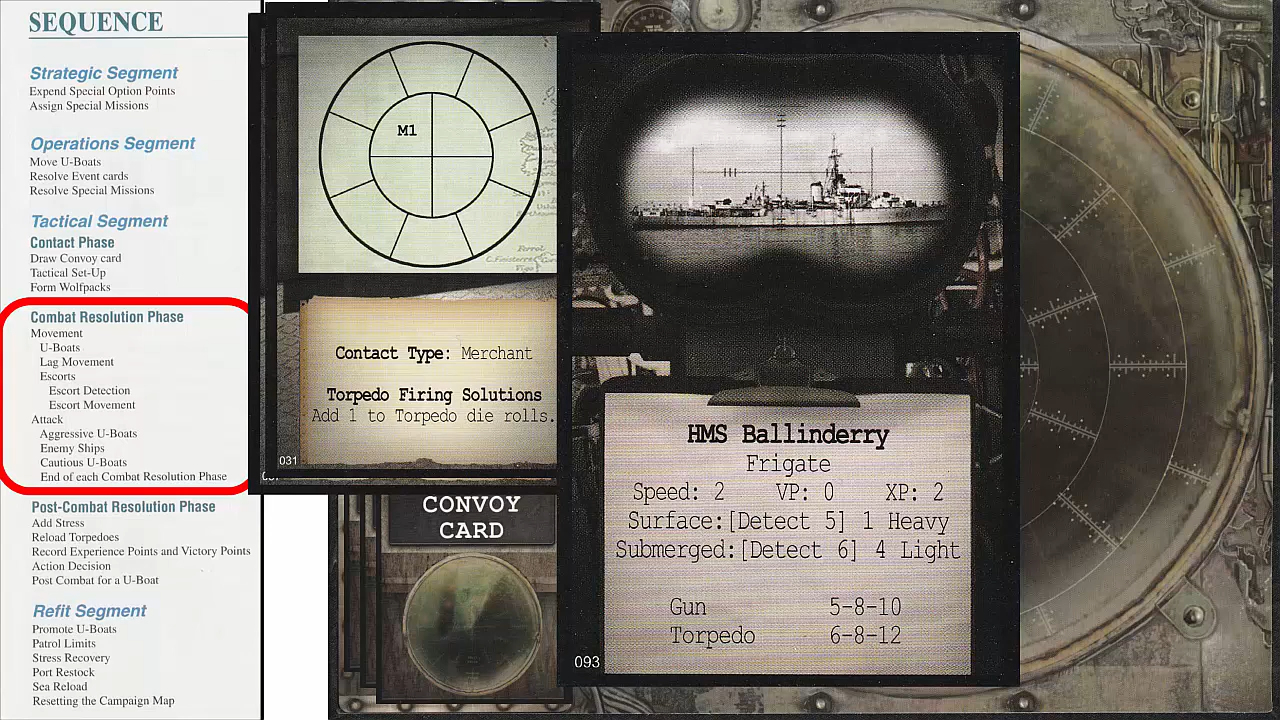 SEQUENCE
Strategic Segment
Expend Special Option Points
Assign Special Missions
Operations Segment
Move U-Boats
Resolve Event cards
Resolve Special Missions
Tactical Segment
Contact Phase
Draw Convoy card
Tactical Set-Up
Form Wolfpacks
Combat Resolution Phase
Movement
U-Boats
Lag Movement
Escorts
Escort Detection
Escort Movement
Attack
Aggressive U-Boats
Enemy Ships
Cautious U-Boats
End of each Combat Resolution Phase
Post-Combat Resolution Phase
Add Stress
Reload Torpedoes
Record Experience Points and Victory Points
Action Decision
Post Combat for a U-Boat
Refit Segment
Promote U-Boats
Patrol Limits
Stress Recovery
Port Restock
Sea Reload
Resetting the Campaign Map
M1
Contact Type: Merchant
Torpedo Firing Solutions
Add 1 to Torpedo die rolls.
031
CONVOY
CARD
HMS Ballinderry
Frigate
Speed: 2 VP: 0 XP: 2
Surface:[Detect 5] 1 Heavy
Submerged:[Detect 6] 4 Light
Gun 5-8-10
Torpedo 6-8-12
093